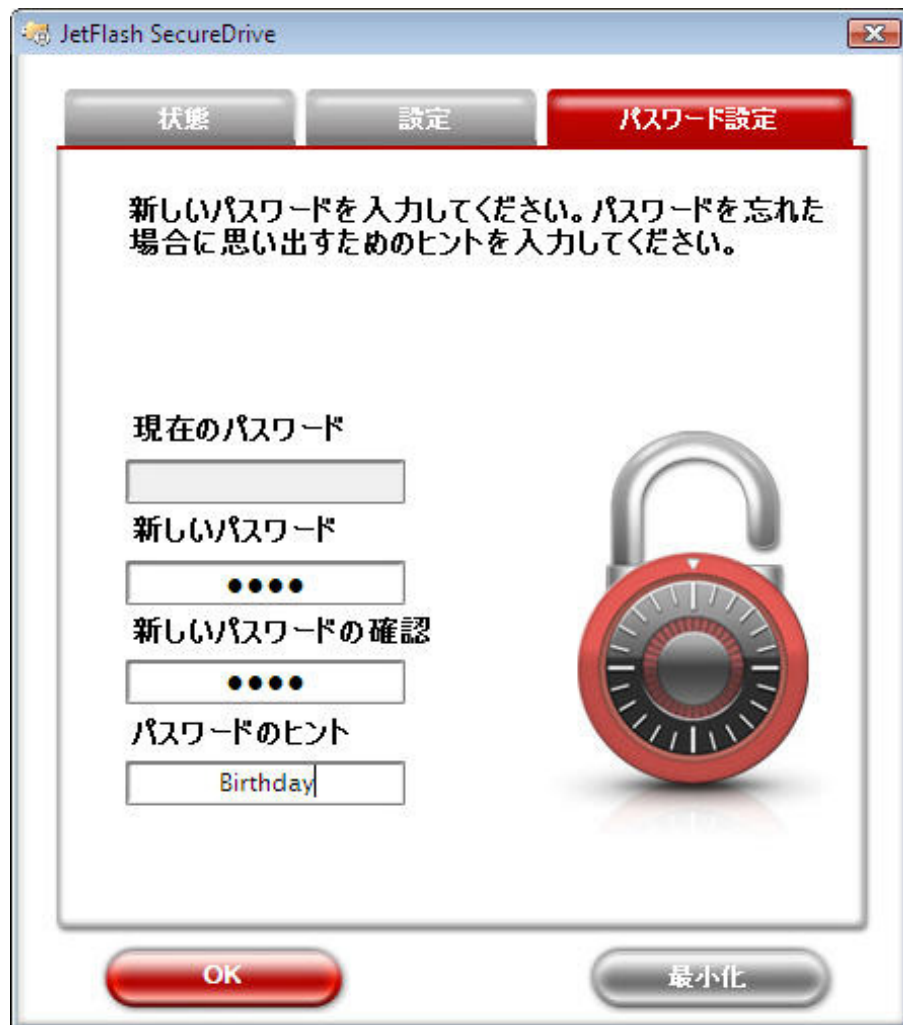 JetFlash SecureDrive
状態
設定
パスワード設定
新しいパスワードを入力してください。パスワードを忘れた
場合に思い出すためのヒントを入力してください。
現在のパスワード
新しいパスワード
●●●●
新しいパスワードの確認
●●●●
パスワードのヒント
Birthday
OK
最小化